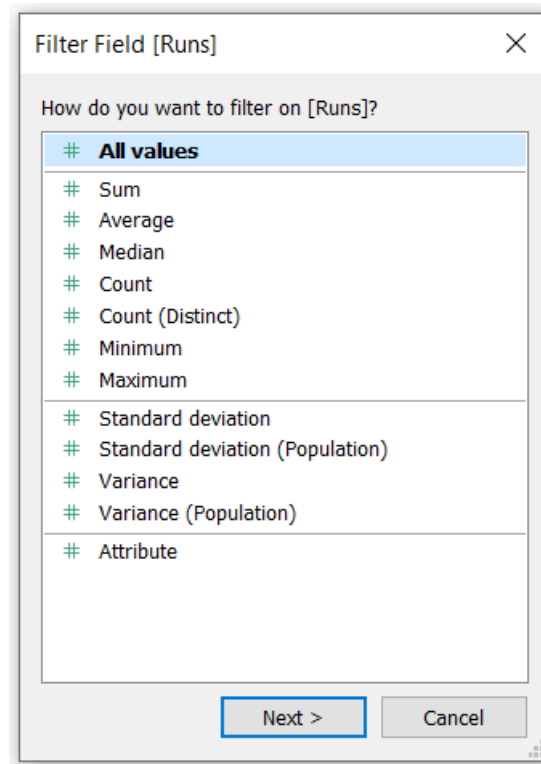 Filter Field [Runs]
How do you want to filter on [Runs]?
# All values
# Sum
# Average
# Median
# Count
# Count (Distinct)
# Minimum
# Maximum
# Standard deviation
# Standard deviation (Population)
# Variance
# Variance (Population)
# Attribute
Next > Cancel